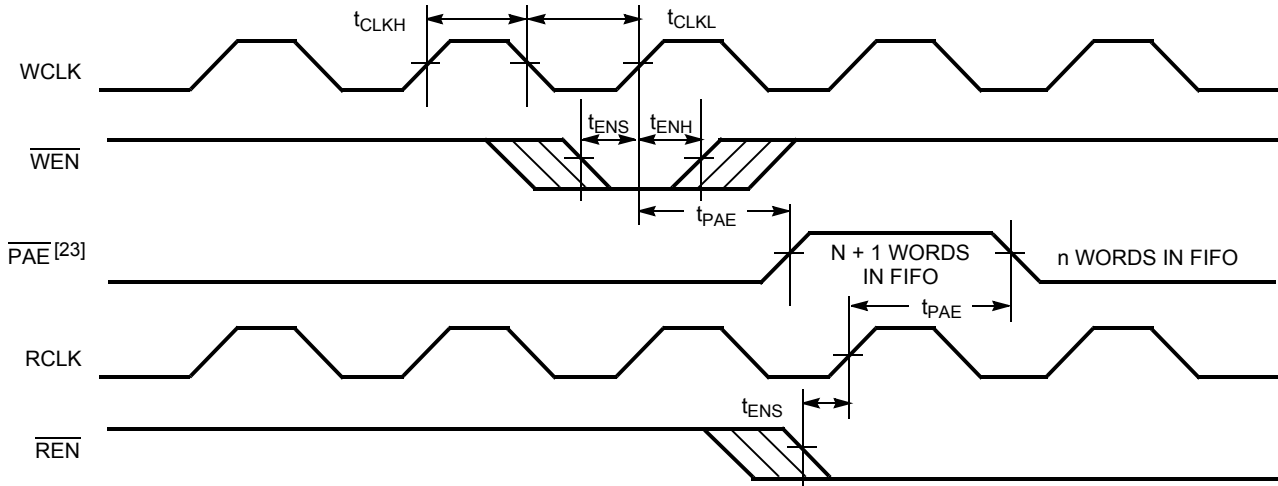 tCLKH
tCLKL
WCLK
tENS
tENH
WEN
tPAE
PAE [23]
N + 1 WORDS
IN FIFO
n WORDS IN FIFO
tPAE
RCLK
tENS
REN